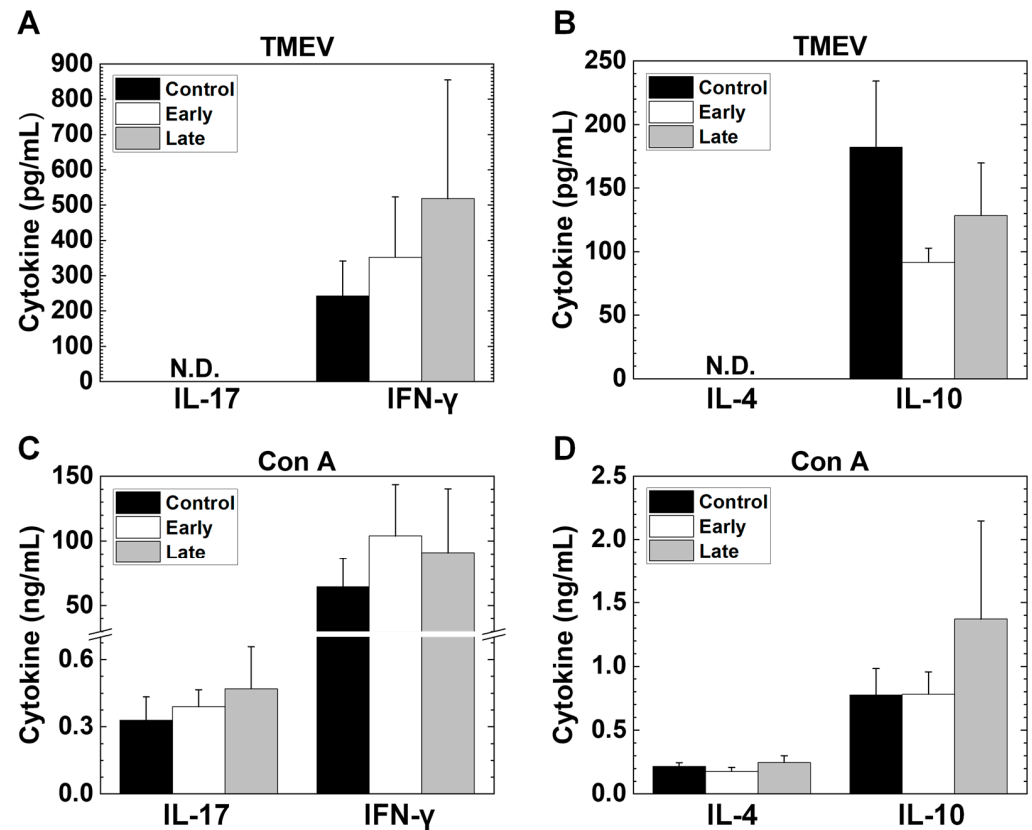 A
TMEV
Cytokine (pg/mL)
900
800
700
600
500
400
300
200
100
0
Control
Early
Late
N.D.
IL-17
IFN-γ
B
TMEV
Cytokine (pg/mL)
250
200
150
100
50
0
Control
Early
Late
N.D.
IL-4
IL-10
C
Con A
Cytokine (ng/mL)
150
100
50
0.6
0.3
0.0
Control
Early
Late
IL-17
IFN-γ
D
Con A
Cytokine (ng/mL)
2.5
2.0
1.5
1.0
0.5
0.0
Control
Early
Late
IL-4
IL-10